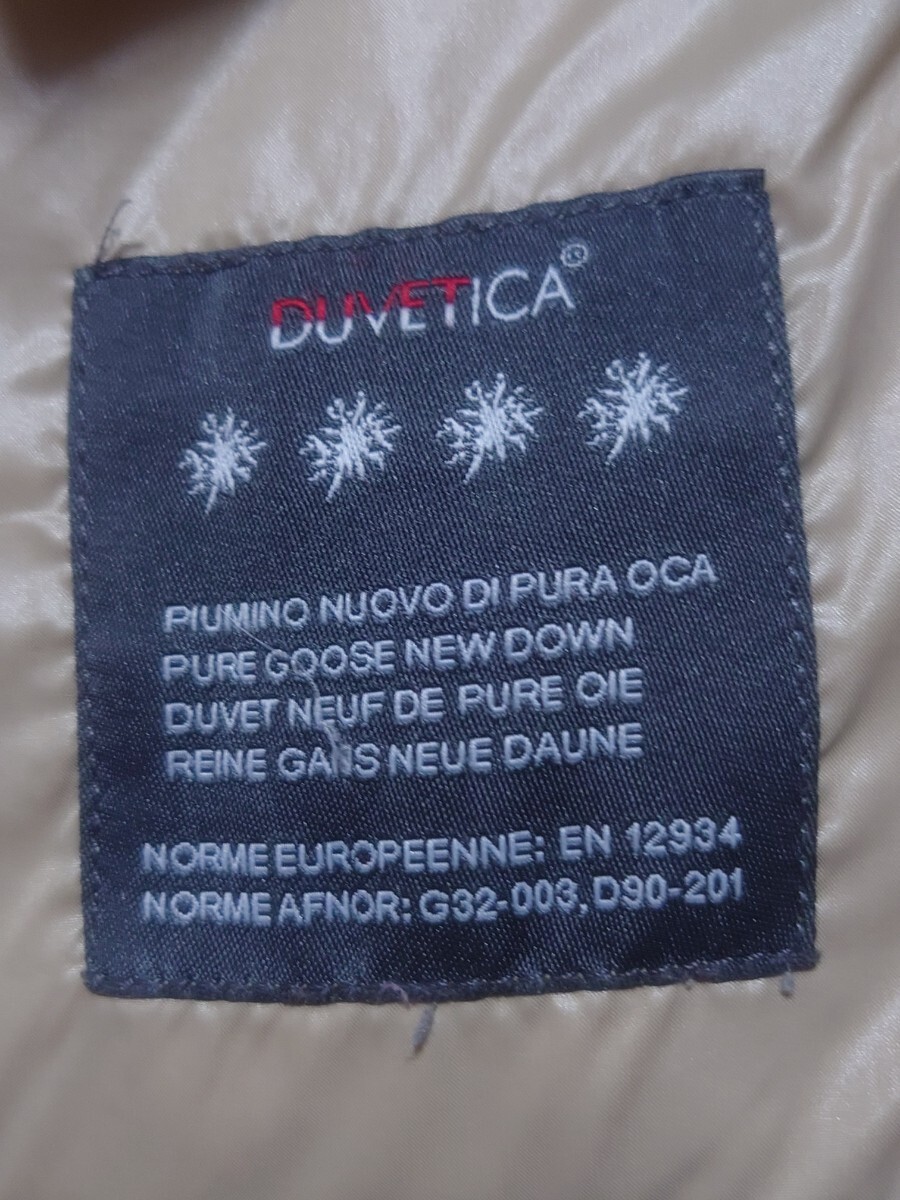 DUVETICA®
PIUMINO NUOVO DI PURA OCA
PURE GOOSE NEW DOWN
DUVET NEUF DE PURE OIE
REINE GANS NEUE DAUNE
NORME EUROPEENNE: EN 12934
NORME AFNOR: G32-003, D90-201